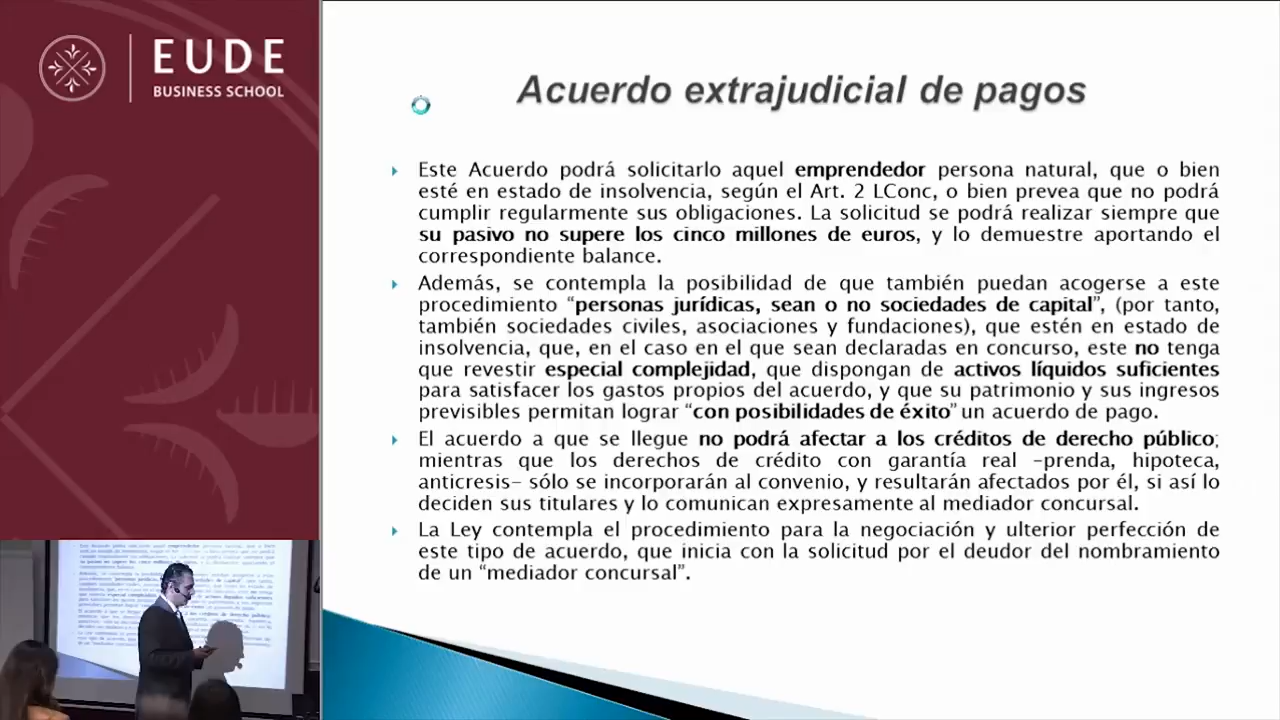 EUDE
BUSINESS SCHOOL
Acuerdo extrajudicial de pagos
Este Acuerdo podrá solicitarlo aquel emprendedor persona natural, que o bien
esté en estado de insolvencia, según el Art. 2 LConc, o bien prevea que no podrá
cumplir regularmente sus obligaciones. La solicitud se podrá realizar siempre que
su pasivo no supere los cinco millones de euros, y lo demuestre aportando el
correspondiente balance.
Además, se contempla la posibilidad de que también puedan acogerse a este
procedimiento “personas jurídicas, sean o no sociedades de capital”, (por tanto,
también sociedades civiles, asociaciones y fundaciones), que estén en estado de
insolvencia, que, en el caso en el que sean declaradas en concurso, este no tenga
que revestir especial complejidad, que dispongan de activos líquidos suficientes
para satisfacer los gastos propios del acuerdo, y que su patrimonio y sus ingresos
previsibles permitan lograr “con posibilidades de éxito” un acuerdo de pago.
El acuerdo a que se llegue no podrá afectar a los créditos de derecho público;
mientras que los derechos de crédito con garantía real –prenda, hipoteca,
anticresis– sólo se incorporarán al convenio, y resultarán afectados por él, si así lo
deciden sus titulares y lo comunican expresamente al mediador concursal.
La Ley contempla el procedimiento para la negociación y ulterior perfección de
este tipo de acuerdo, que inicia con la solicitud por el deudor del nombramiento
de un “mediador concursal”.